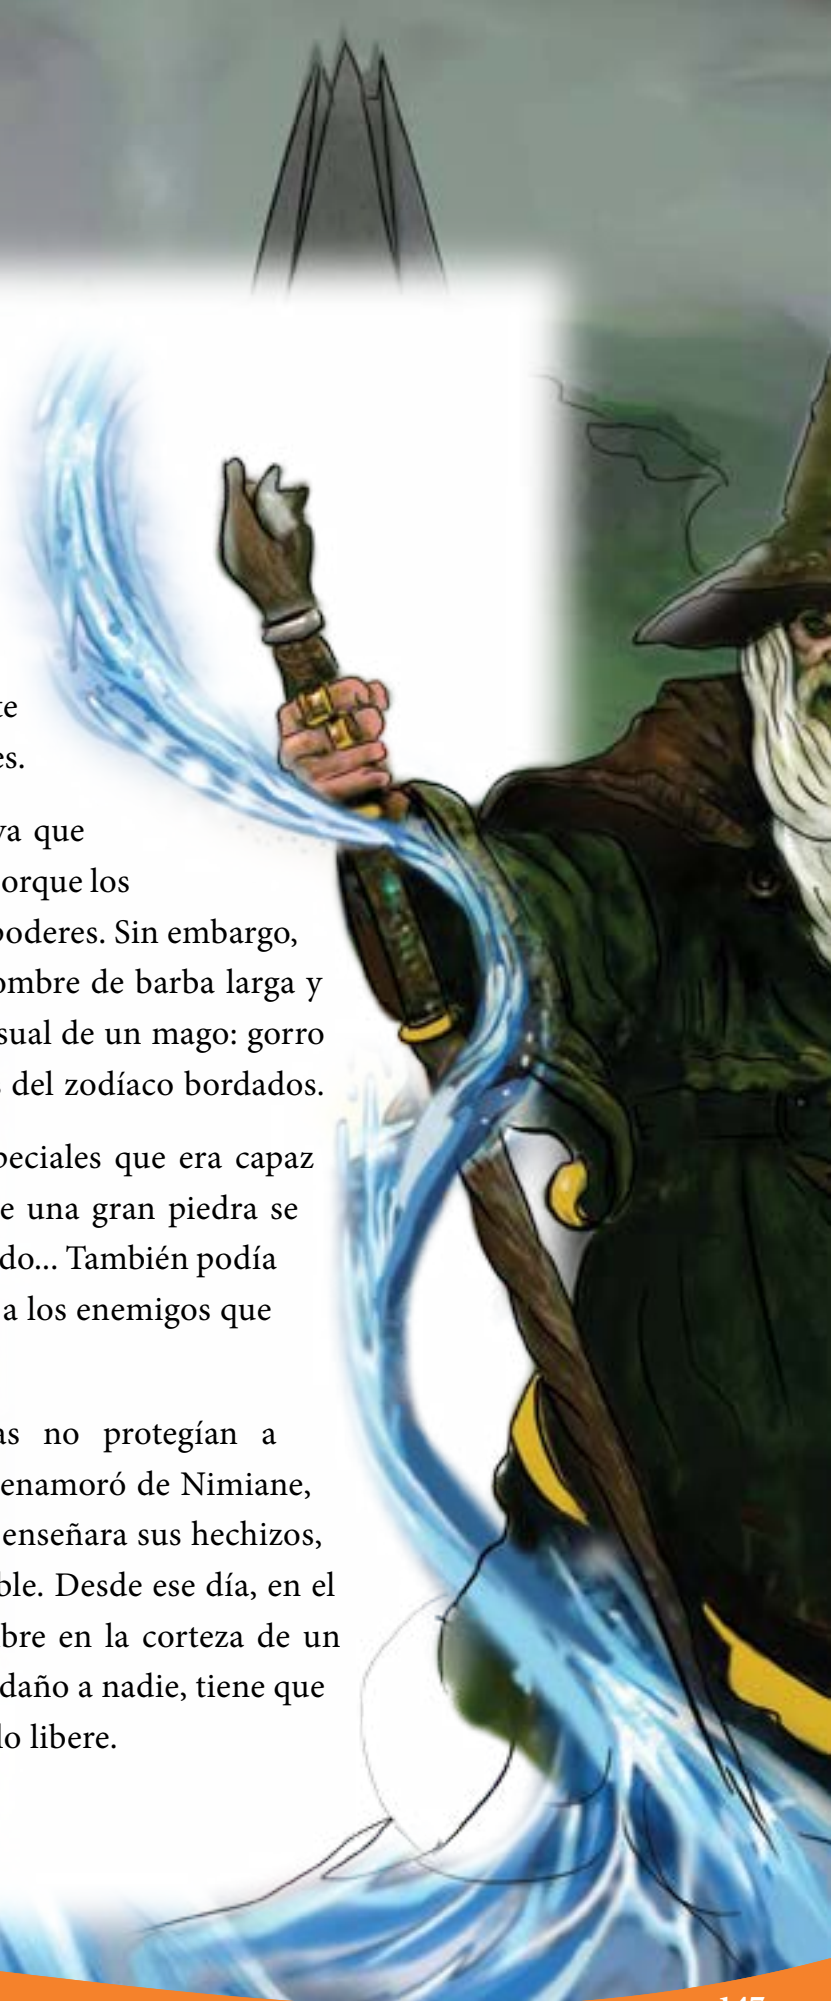 te
es.
ya que
orque los
poderes. Sin embargo,
ombre de barba larga y
sual de un mago: gorro
s del zodíaco bordados.
peciales que era capaz
e una gran piedra se
do... También podía
a los enemigos que
as no protegían a
enamoró de Nimiane,
enseñara sus hechizos,
ble. Desde ese día, en el
bre en la corteza de un
daño a nadie, tiene que
lo libere.
147